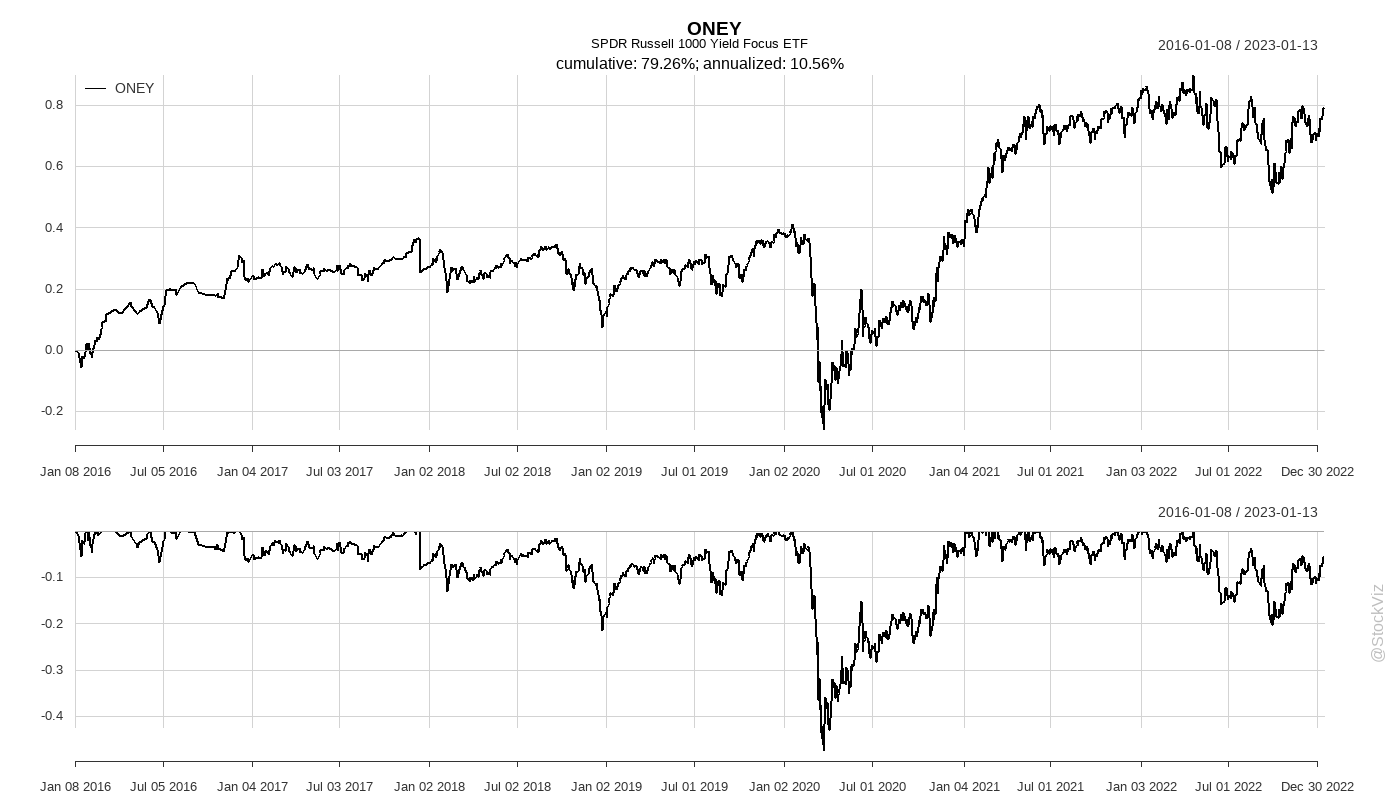 ONEY
SPDR Russell 1000 Yield Focus ETF
cumulative: 79.26%; annualized: 10.56%
2016-01-08 / 2023-01-13
ONEY
0.8
0.6
0.4
0.2
0.0
-0.2
Jan 08 2016 Jul 05 2016 Jan 04 2017 Jul 03 2017 Jan 02 2018 Jul 02 2018 Jan 02 2019 Jul 01 2019 Jan 02 2020 Jul 01 2020 Jan 04 2021 Jul 01 2021 Jan 03 2022 Jul 01 2022 Dec 30 2022
2016-01-08 / 2023-01-13
-0.1
-0.2
-0.3
-0.4
Jan 08 2016 Jul 05 2016 Jan 04 2017 Jul 03 2017 Jan 02 2018 Jul 02 2018 Jan 02 2019 Jul 01 2019 Jan 02 2020 Jul 01 2020 Jan 04 2021 Jul 01 2021 Jan 03 2022 Jul 01 2022 Dec 30 2022
@StockViz